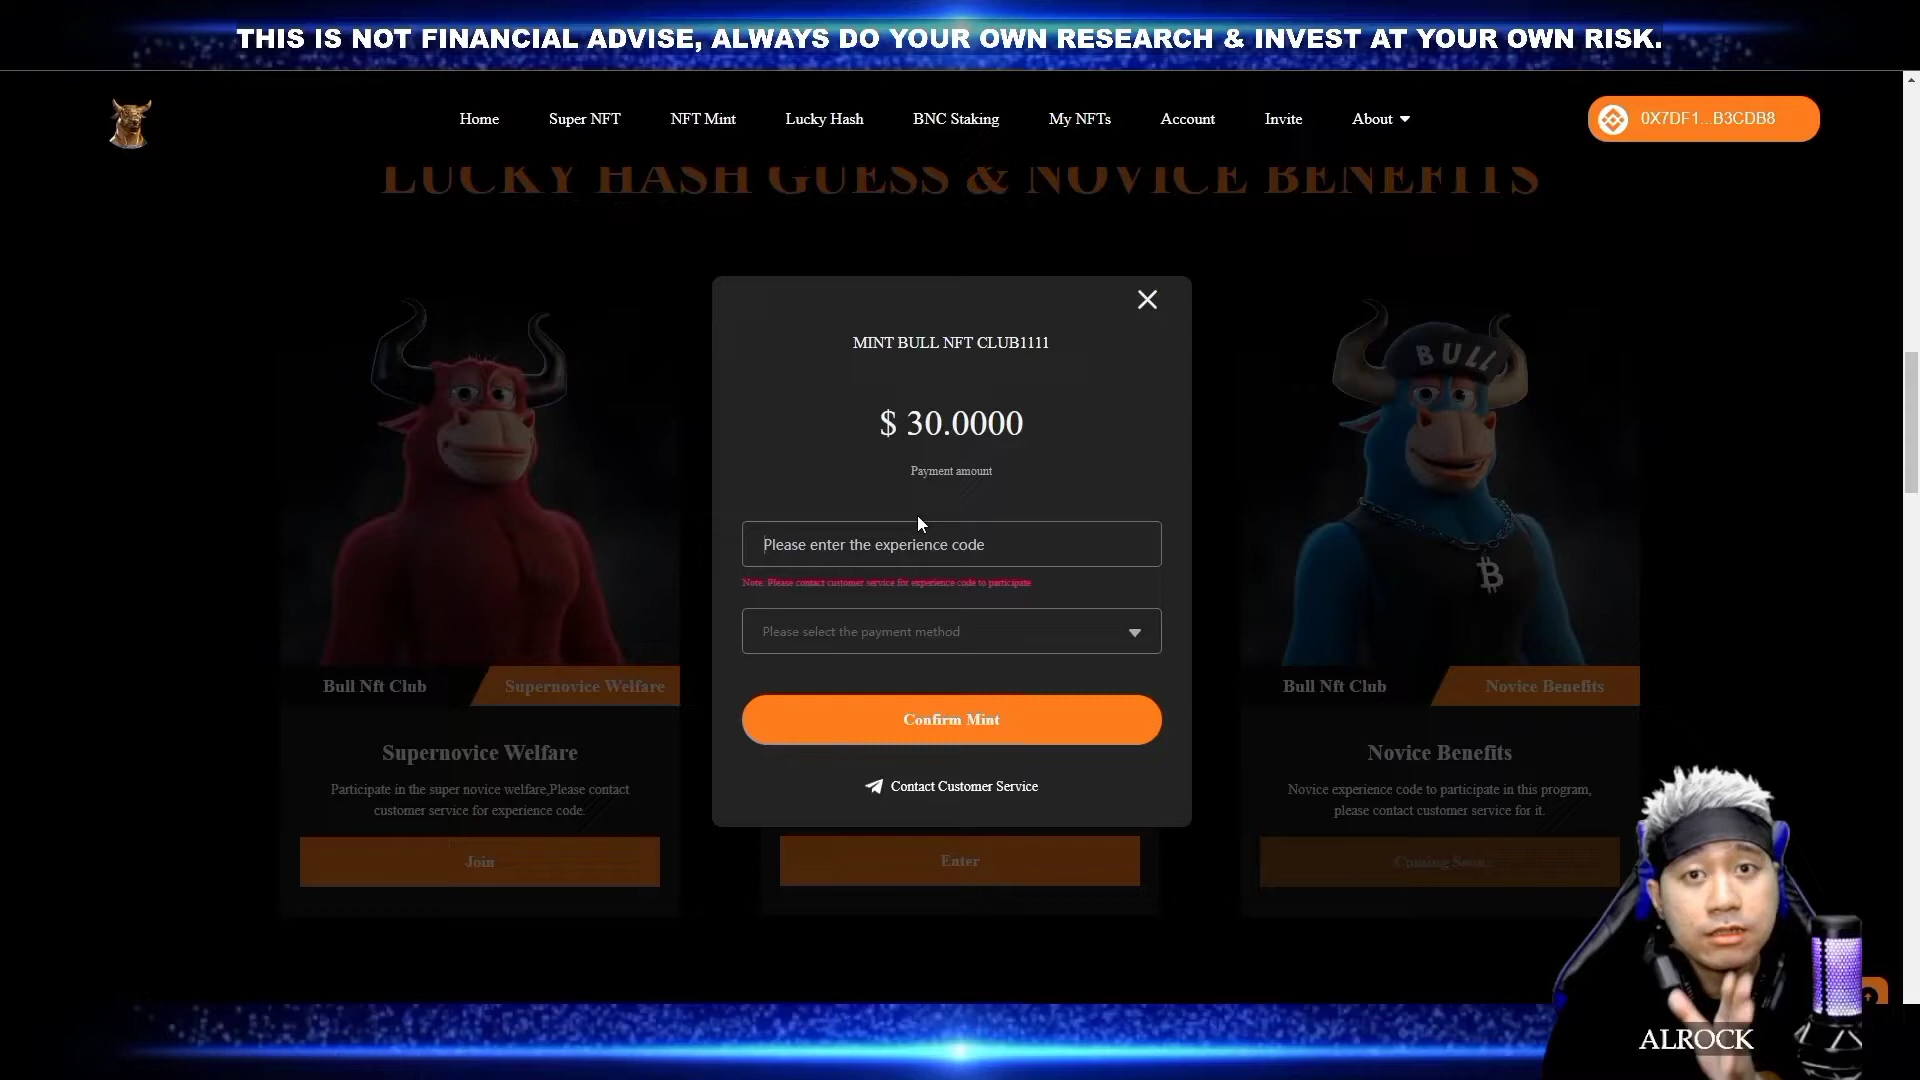 THIS IS NOT FINANCIAL ADVISE, ALWAYS DO YOUR OWN RESEARCH & INVEST AT YOUR OWN RISK.
Home Super NFT NFT Mint Lucky Hash BNC Staking My NFTs Account Invite About 0X7DF1...B3CDB8
LUCKY HASH GUESS & NOVICE BENEFITS
MINT BULL NFT CLUB1111
$ 30.0000
Payment amount
Please enter the experience code
Note: Please contact customer service for experience code to participate
Please select the payment method
Confirm Mint
Contact Customer Service
BULL
Bull Nft Club Supernovice Welfare
Supernovice Welfare
Participate in the super novice welfare,Please contact
customer service for experience code.
Join
Enter
Bull Nft Club Novice Benefits
Novice Benefits
Novice experience code to participate in this program,
please contact customer service for it.
Coming Soon
ALROCK